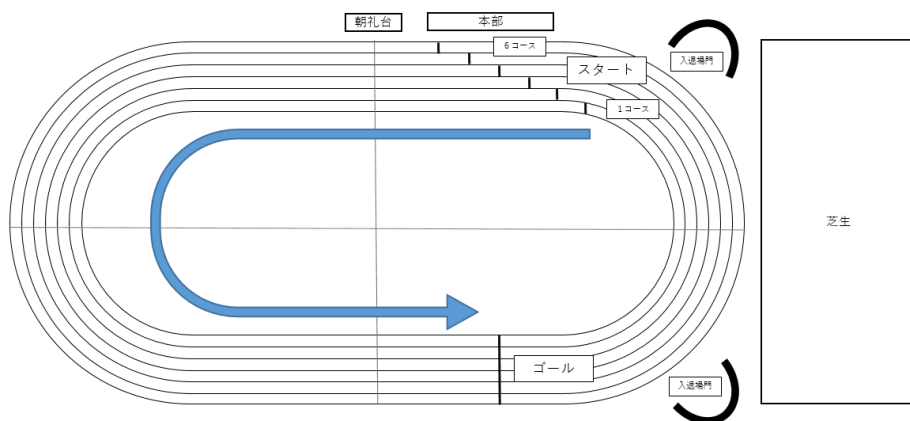 朝礼台
本部
6コース
入退場門
スタート
1コース
芝生
ゴール
入退場門